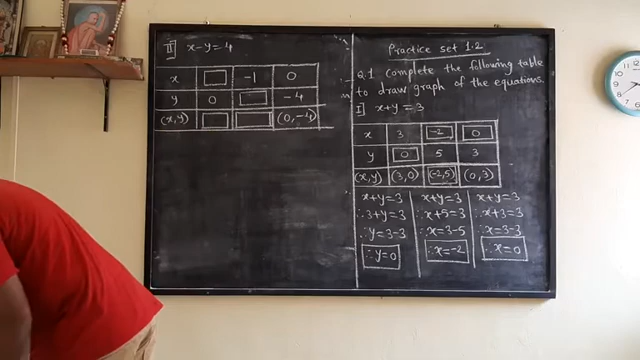 II] x-y=4
x -1 0
y 0 -4
(x,y) (0,-4)
Practice set 1.2
Q.1 Complete the following table
to draw graph of the equations.
I] x+y=3
x 3 -2 0
y 0 5 3
(x,y) (3,0) (-2,5) (0,3)
x+y=3 x+y=3 x+y=3
∴3+y=3 ∴x+5=3 ∴x+3=3
∴y=3-3 ∴x=3-5 ∴x=3-3
∴y=0 ∴x=-2 ∴x=0